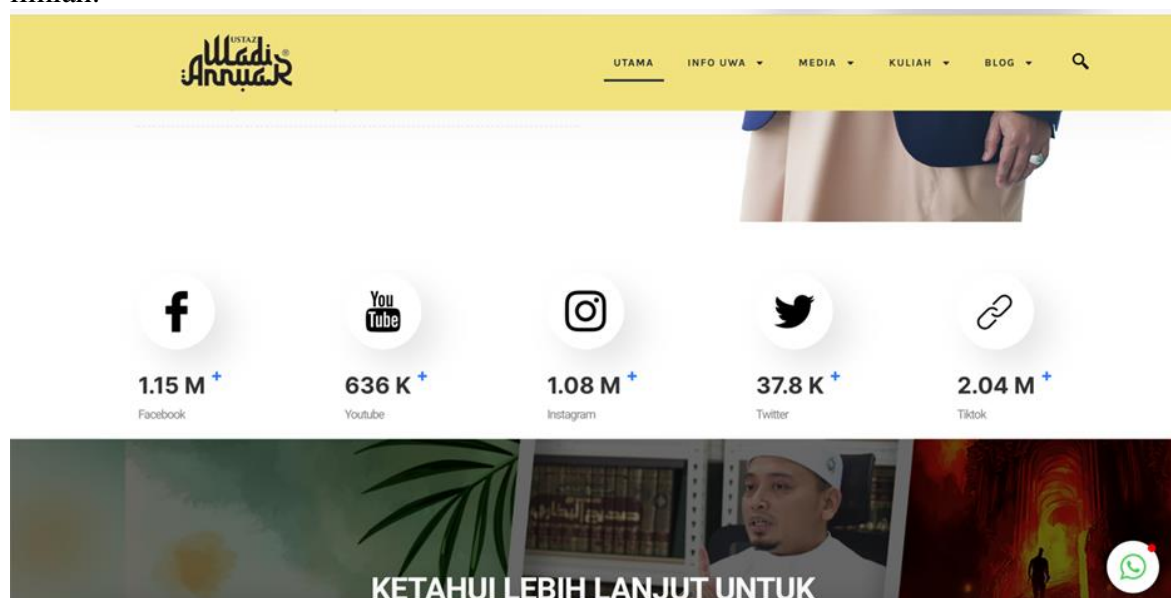 USTAZ
Wadi
Annuar®
UTAMA INFO UWA MEDIA KULIAH BLOG
You
Tube
1.15 M + 636 K + 1.08 M + 37.8 K + 2.04 M +
Facebook Youtube Instagram Twitter Tiktok
KETAHUI LEBIH LANJUT UNTUK